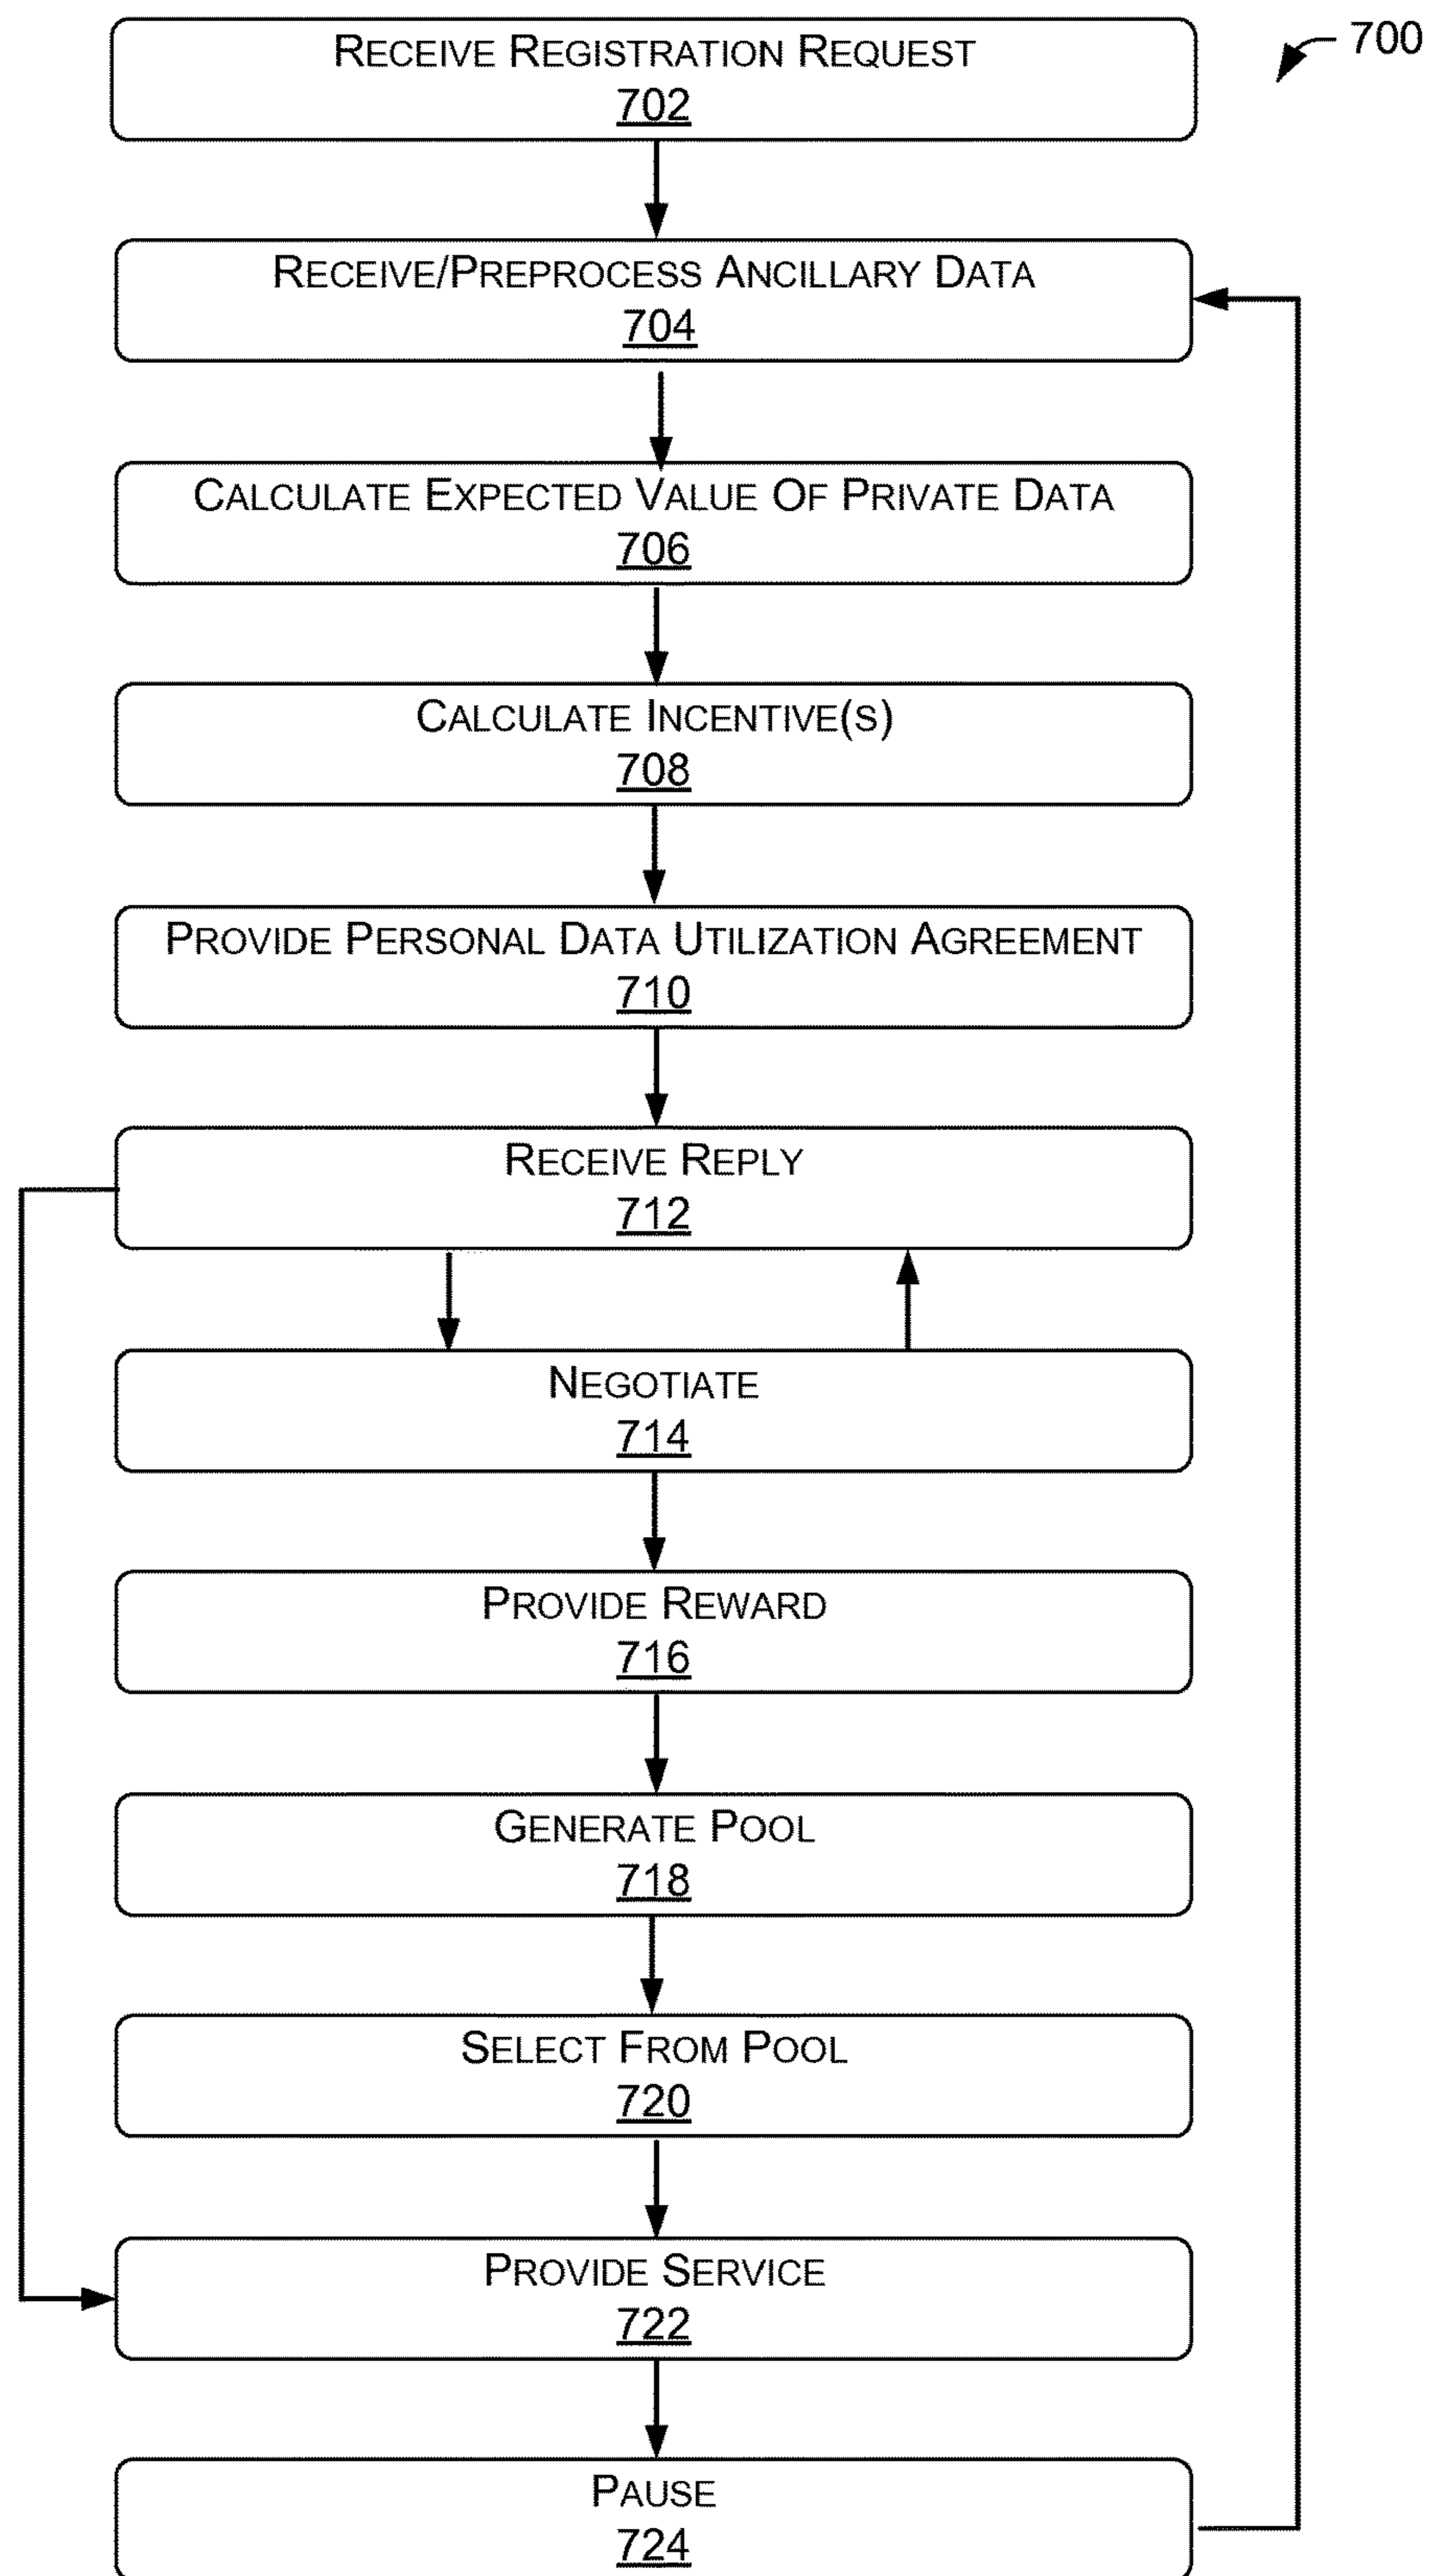 700
RECEIVE REGISTRATION REQUEST
702
RECEIVE/PREPROCESS ANCILLARY DATA
704
CALCULATE EXPECTED VALUE OF PRIVATE DATA
706
CALCULATE INCENTIVE(S)
708
PROVIDE PERSONAL DATA UTILIZATION AGREEMENT
710
RECEIVE REPLY
712
NEGOTIATE
714
PROVIDE REWARD
716
GENERATE POOL
718
SELECT FROM POOL
720
PROVIDE SERVICE
722
PAUSE
724